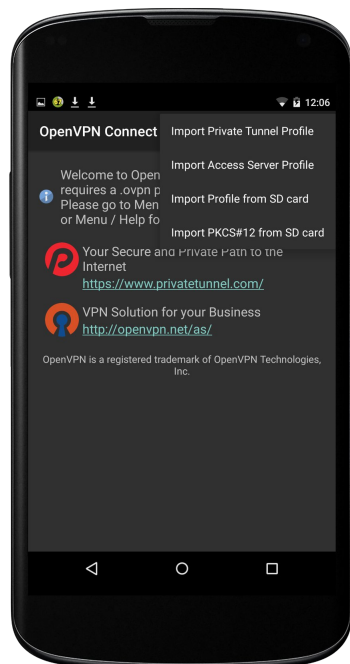 12:06
OpenVPN Connect
Import Private Tunnel Profile
Import Access Server Profile
Import Profile from SD card
Import PKCS#12 from SD card
Welcome to Open
requires a .ovpn p
Please go to Men
or Menu / Help fo
Your Secure and Private Path to the
Internet
https://www.privatetunnel.com/
VPN Solution for your Business
http://openvpn.net/as/
OpenVPN is a registered trademark of OpenVPN Technologies,
Inc.